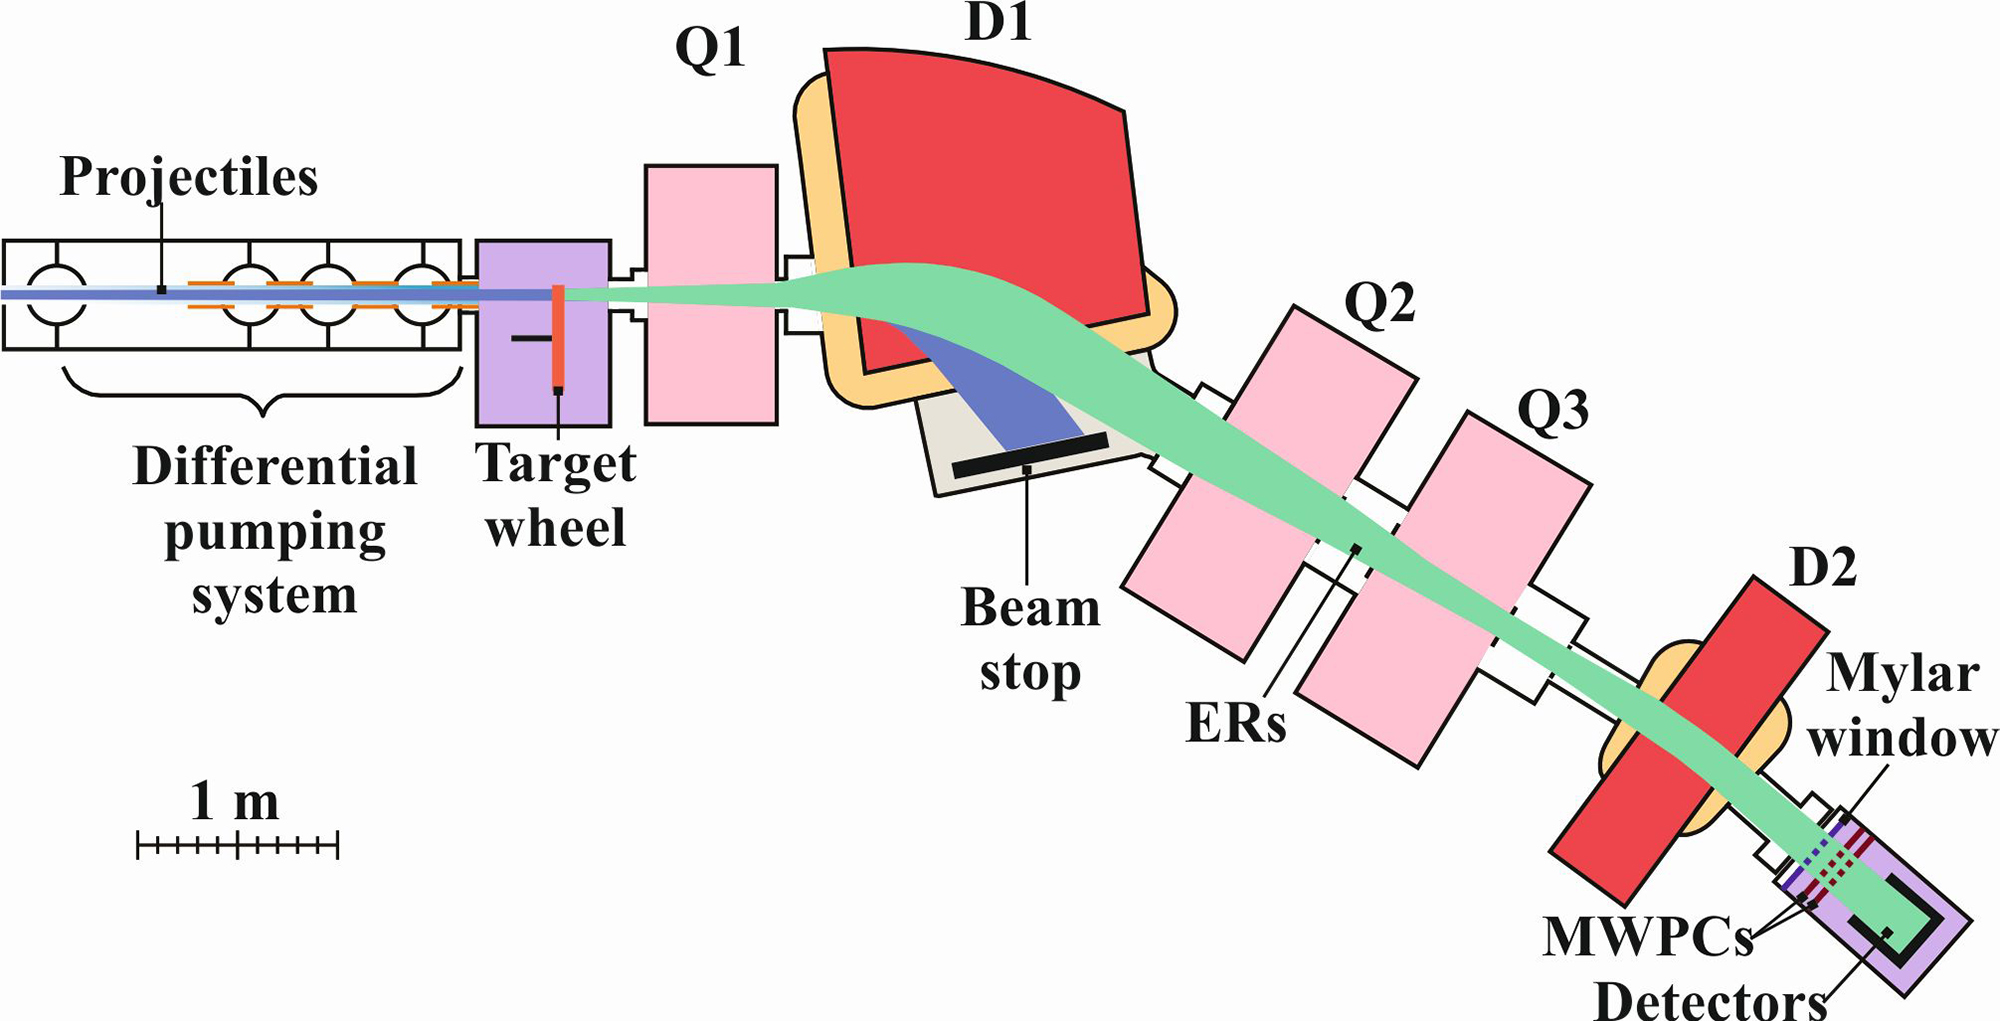 D1
Q1
Projectiles
Q2
Q3
Differential
pumping
system
Target
wheel
D2
Beam
stop
Mylar
window
ERs
1 m
MWPCs
Detectors